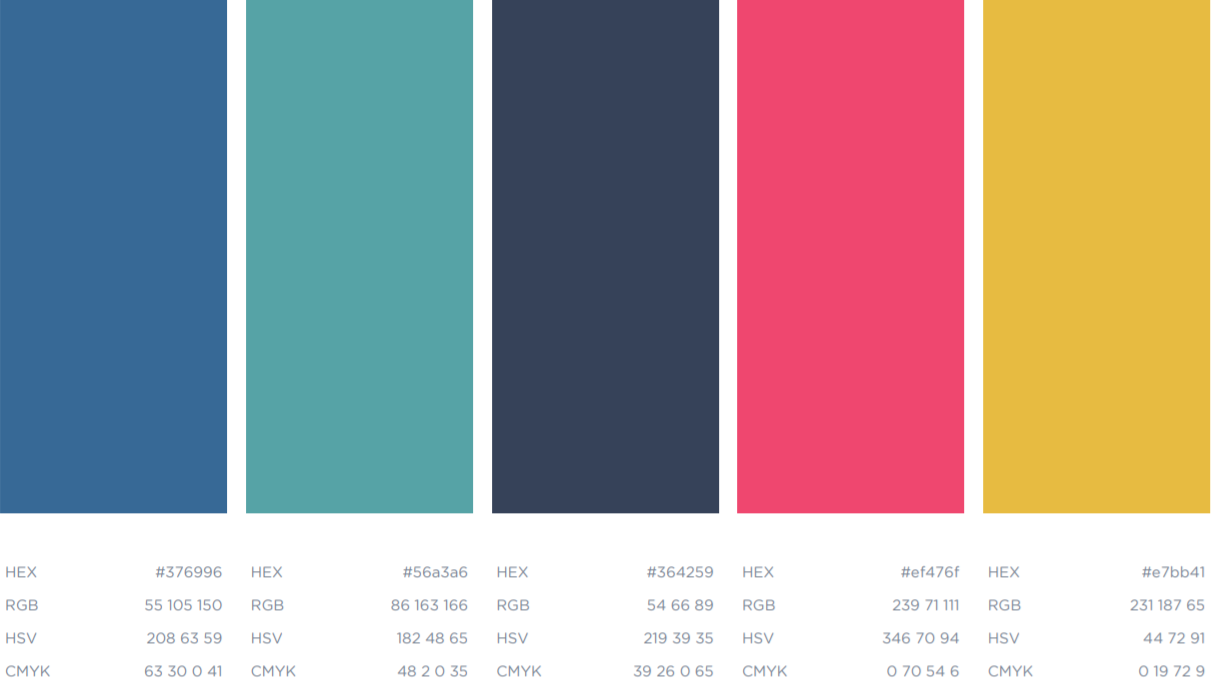 HEX #376996 HEX #56a3a6 HEX #364259 HEX #ef476f HEX #e7bb41
RGB 55 105 150 RGB 86 163 166 RGB 54 66 89 RGB 239 71 111 RGB 231 187 65
HSV 208 63 59 HSV 182 48 65 HSV 219 39 35 HSV 346 70 94 HSV 44 72 91
CMYK 63 30 0 41 CMYK 48 2 0 35 CMYK 39 26 0 65 CMYK 0 70 54 6 CMYK 0 19 72 9